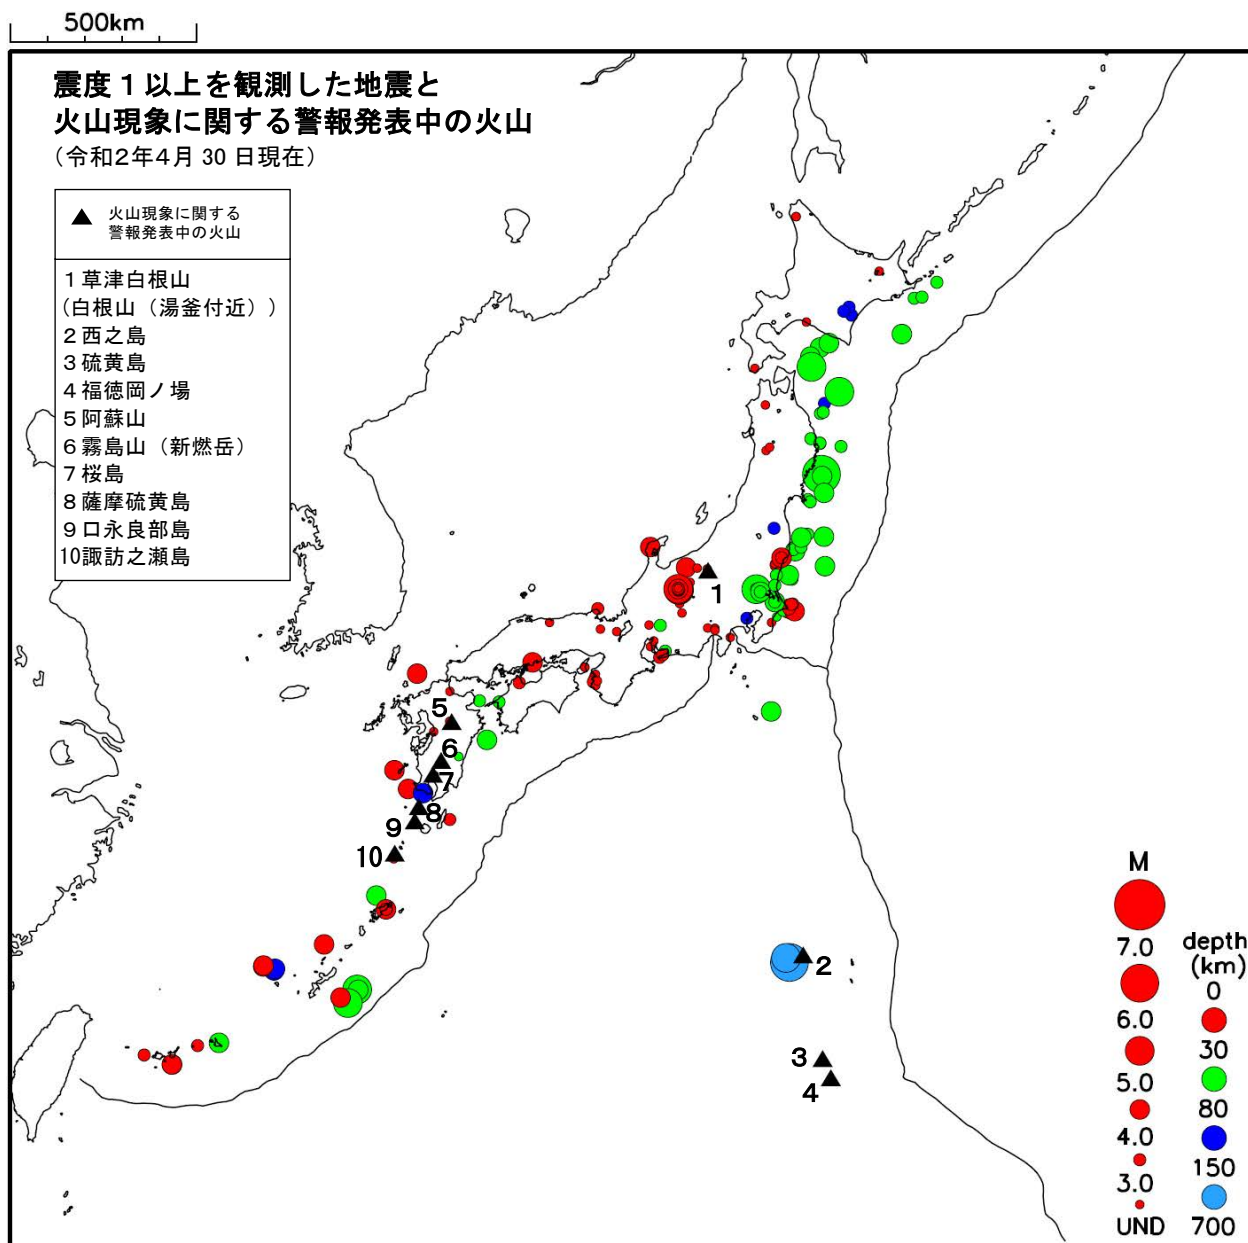 500km
震度１以上を観測した地震と
火山現象に関する警報発表中の火山
（令和2年4月 30 日現在）
▲ 火山現象に関する
警報発表中の火山
1 草津白根山
(白根山（湯釜付近）)
2 西之島
3 硫黄島
4 福徳岡ノ場
5 阿蘇山
6 霧島山（新燃岳）
7 桜島
8 薩摩硫黄島
9 口永良部島
10 諏訪之瀬島
1
5
6
7
8
9
10
2
3
4
M
7.0
6.0
5.0
4.0
3.0
UND
depth
(km)
0
30
80
150
700